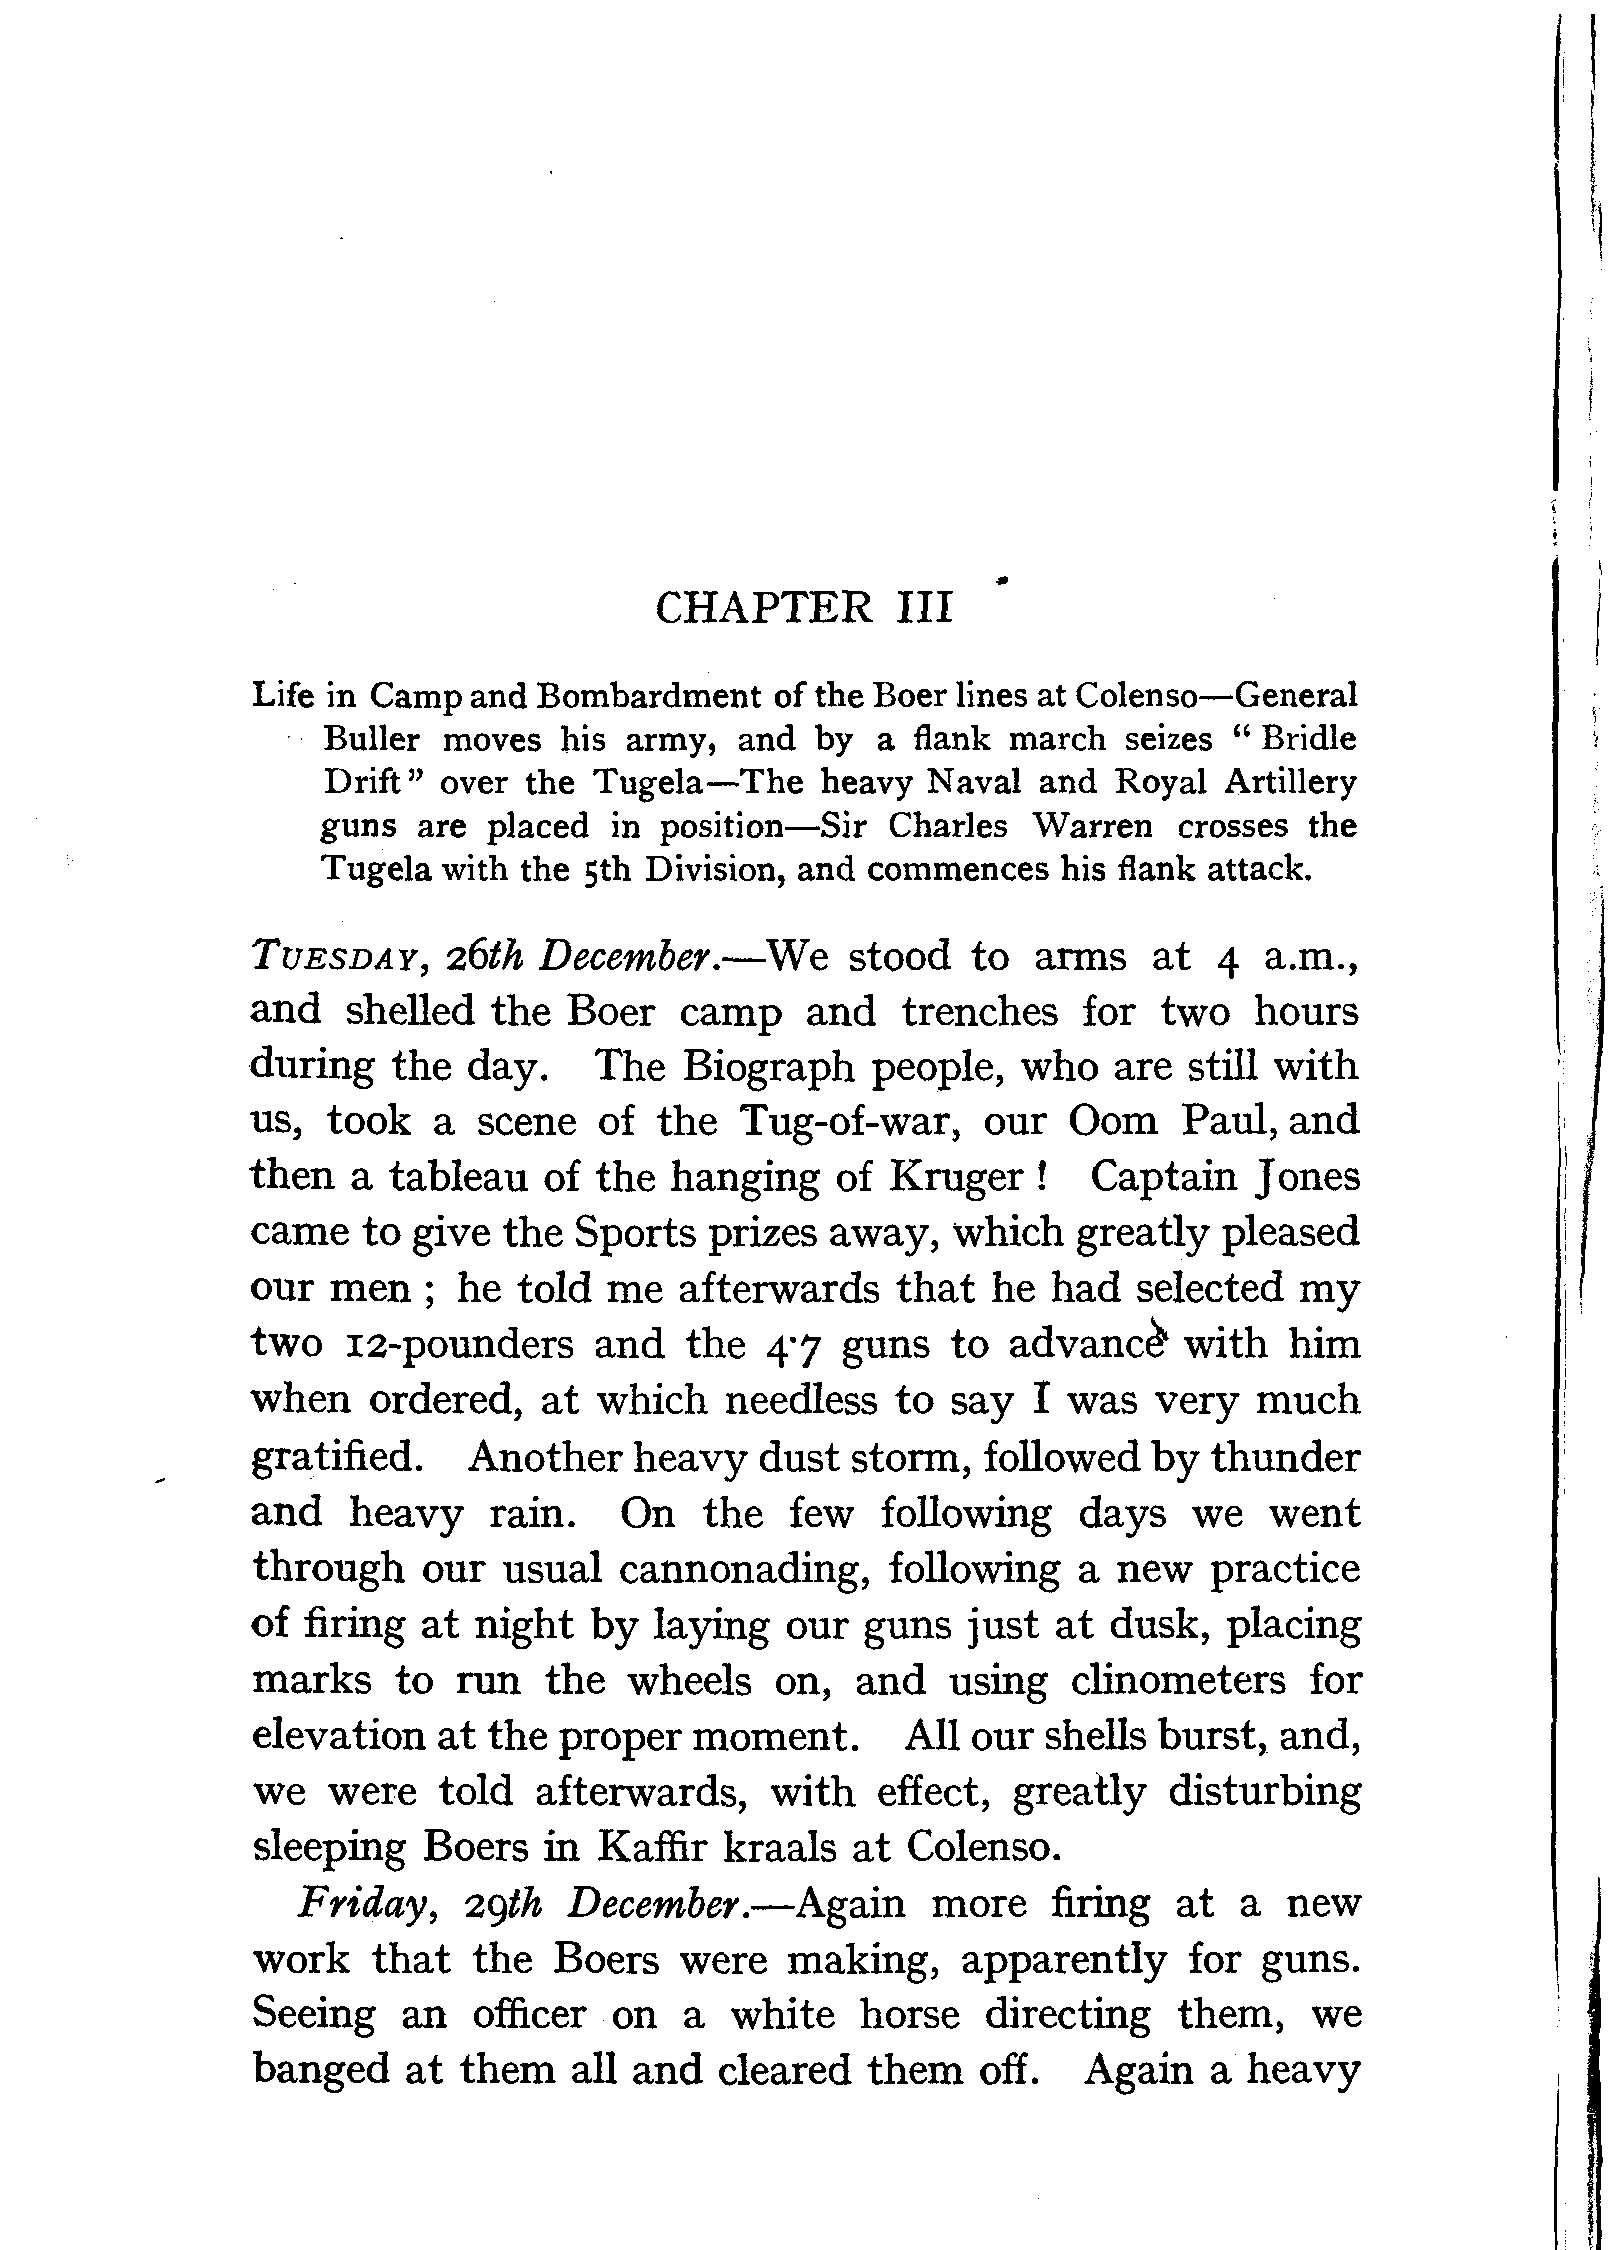 CHAPTER III
Life in Camp and Bombardment of the Boer lines at Colenso—General
Buller moves his army, and by a flank march seizes “ Bridle
Drift” over the Tugela—The heavy Naval and Royal Artillery
guns are placed in position—Sir Charles Warren crosses the
Tugela with the 5th Division, and commences his flank attack.
TUESDAY, 26th December.—We stood to arms at 4 a.m.,
and shelled the Boer camp and trenches for two hours
during the day. The Biograph people, who are still with
us, took a scene of the Tug-of-war, our Oom Paul, and
then a tableau of the hanging of Kruger ! Captain Jones
came to give the Sports prizes away, which greatly pleased
our men ; he told me afterwards that he had selected my
two 12-pounders and the 4·7 guns to advance with him
when ordered, at which needless to say I was very much
gratified. Another heavy dust storm, followed by thunder
and heavy rain. On the few following days we went
through our usual cannonading, following a new practice
of firing at night by laying our guns just at dusk, placing
marks to run the wheels on, and using clinometers for
elevation at the proper moment. All our shells burst, and,
we were told afterwards, with effect, greatly disturbing
sleeping Boers in Kaffir kraals at Colenso.
Friday, 29th December.—Again more firing at a new
work that the Boers were making, apparently for guns.
Seeing an officer on a white horse directing them, we
banged at them all and cleared them off. Again a heavy